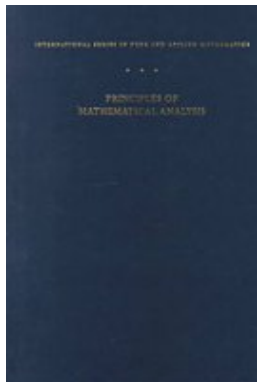 INTERNATIONAL SERIES IN PURE AND APPLIED MATHEMATICS
PRINCIPLES OF
MATHEMATICAL ANALYSIS